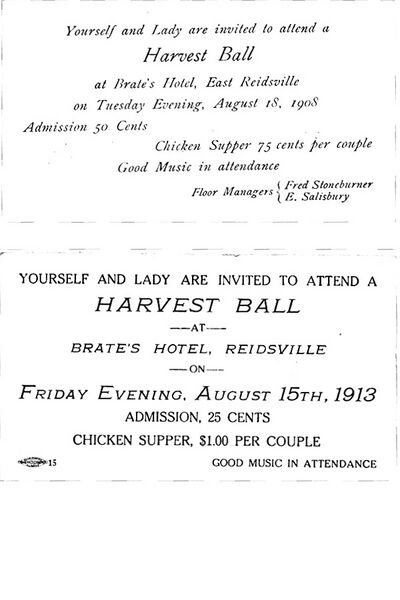 Yourself and Lady are invited to attend a
Harvest Ball
at Brate's Hotel, East Reidsville
on Tuesday Evening, August 18, 1908
Admission 50 Cents
Chicken Supper 75 cents per couple
Good Music in attendance
Floor Managers { Fred Stoneburner
E. Salisbury
YOURSELF AND LADY ARE INVITED TO ATTEND A
HARVEST BALL
—AT—
BRATE'S HOTEL, REIDSVILLE
—ON—
FRIDAY EVENING, AUGUST 15TH, 1913
ADMISSION, 25 CENTS
CHICKEN SUPPER, $1.00 PER COUPLE
15
GOOD MUSIC IN ATTENDANCE